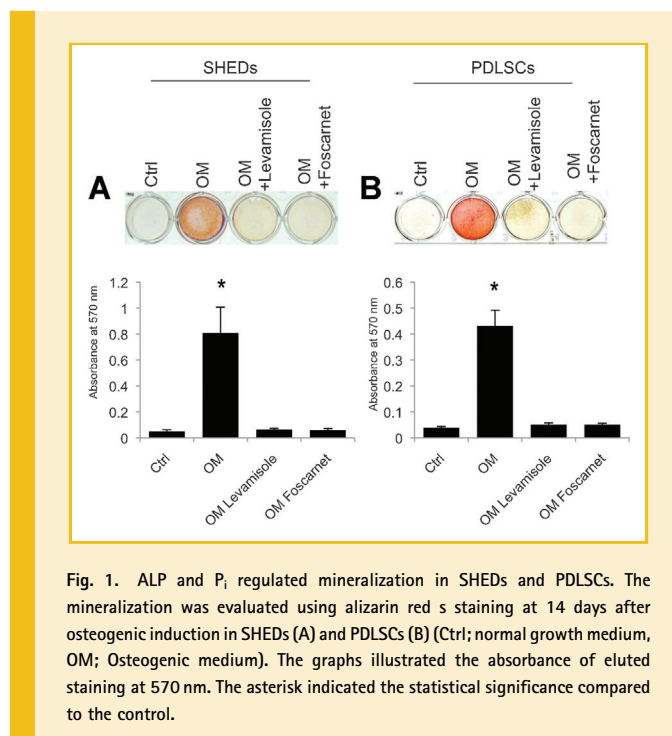 SHEDs
PDLSCs
Ctrl
OM
OM
+Levamisole
OM
+Foscarnet
Ctrl
OM
OM
+Levamisole
OM
+Foscarnet
A
B
Absorbance at 570 nm
1.2
1
0.8
0.6
0.4
0.2
0
*
Ctrl
OM
OM Levamisole
OM Foscarnet
Absorbance at 570 nm
0.6
0.5
0.4
0.3
0.2
0.1
0
*
Ctrl
OM
OM Levamisole
OM Foscarnet
Fig. 1. ALP and Pi regulated mineralization in SHEDs and PDLSCs. The
mineralization was evaluated using alizarin red s staining at 14 days after
osteogenic induction in SHEDs (A) and PDLSCs (B) (Ctrl; normal growth medium,
OM; Osteogenic medium). The graphs illustrated the absorbance of eluted
staining at 570 nm. The asterisk indicated the statistical significance compared
to the control.